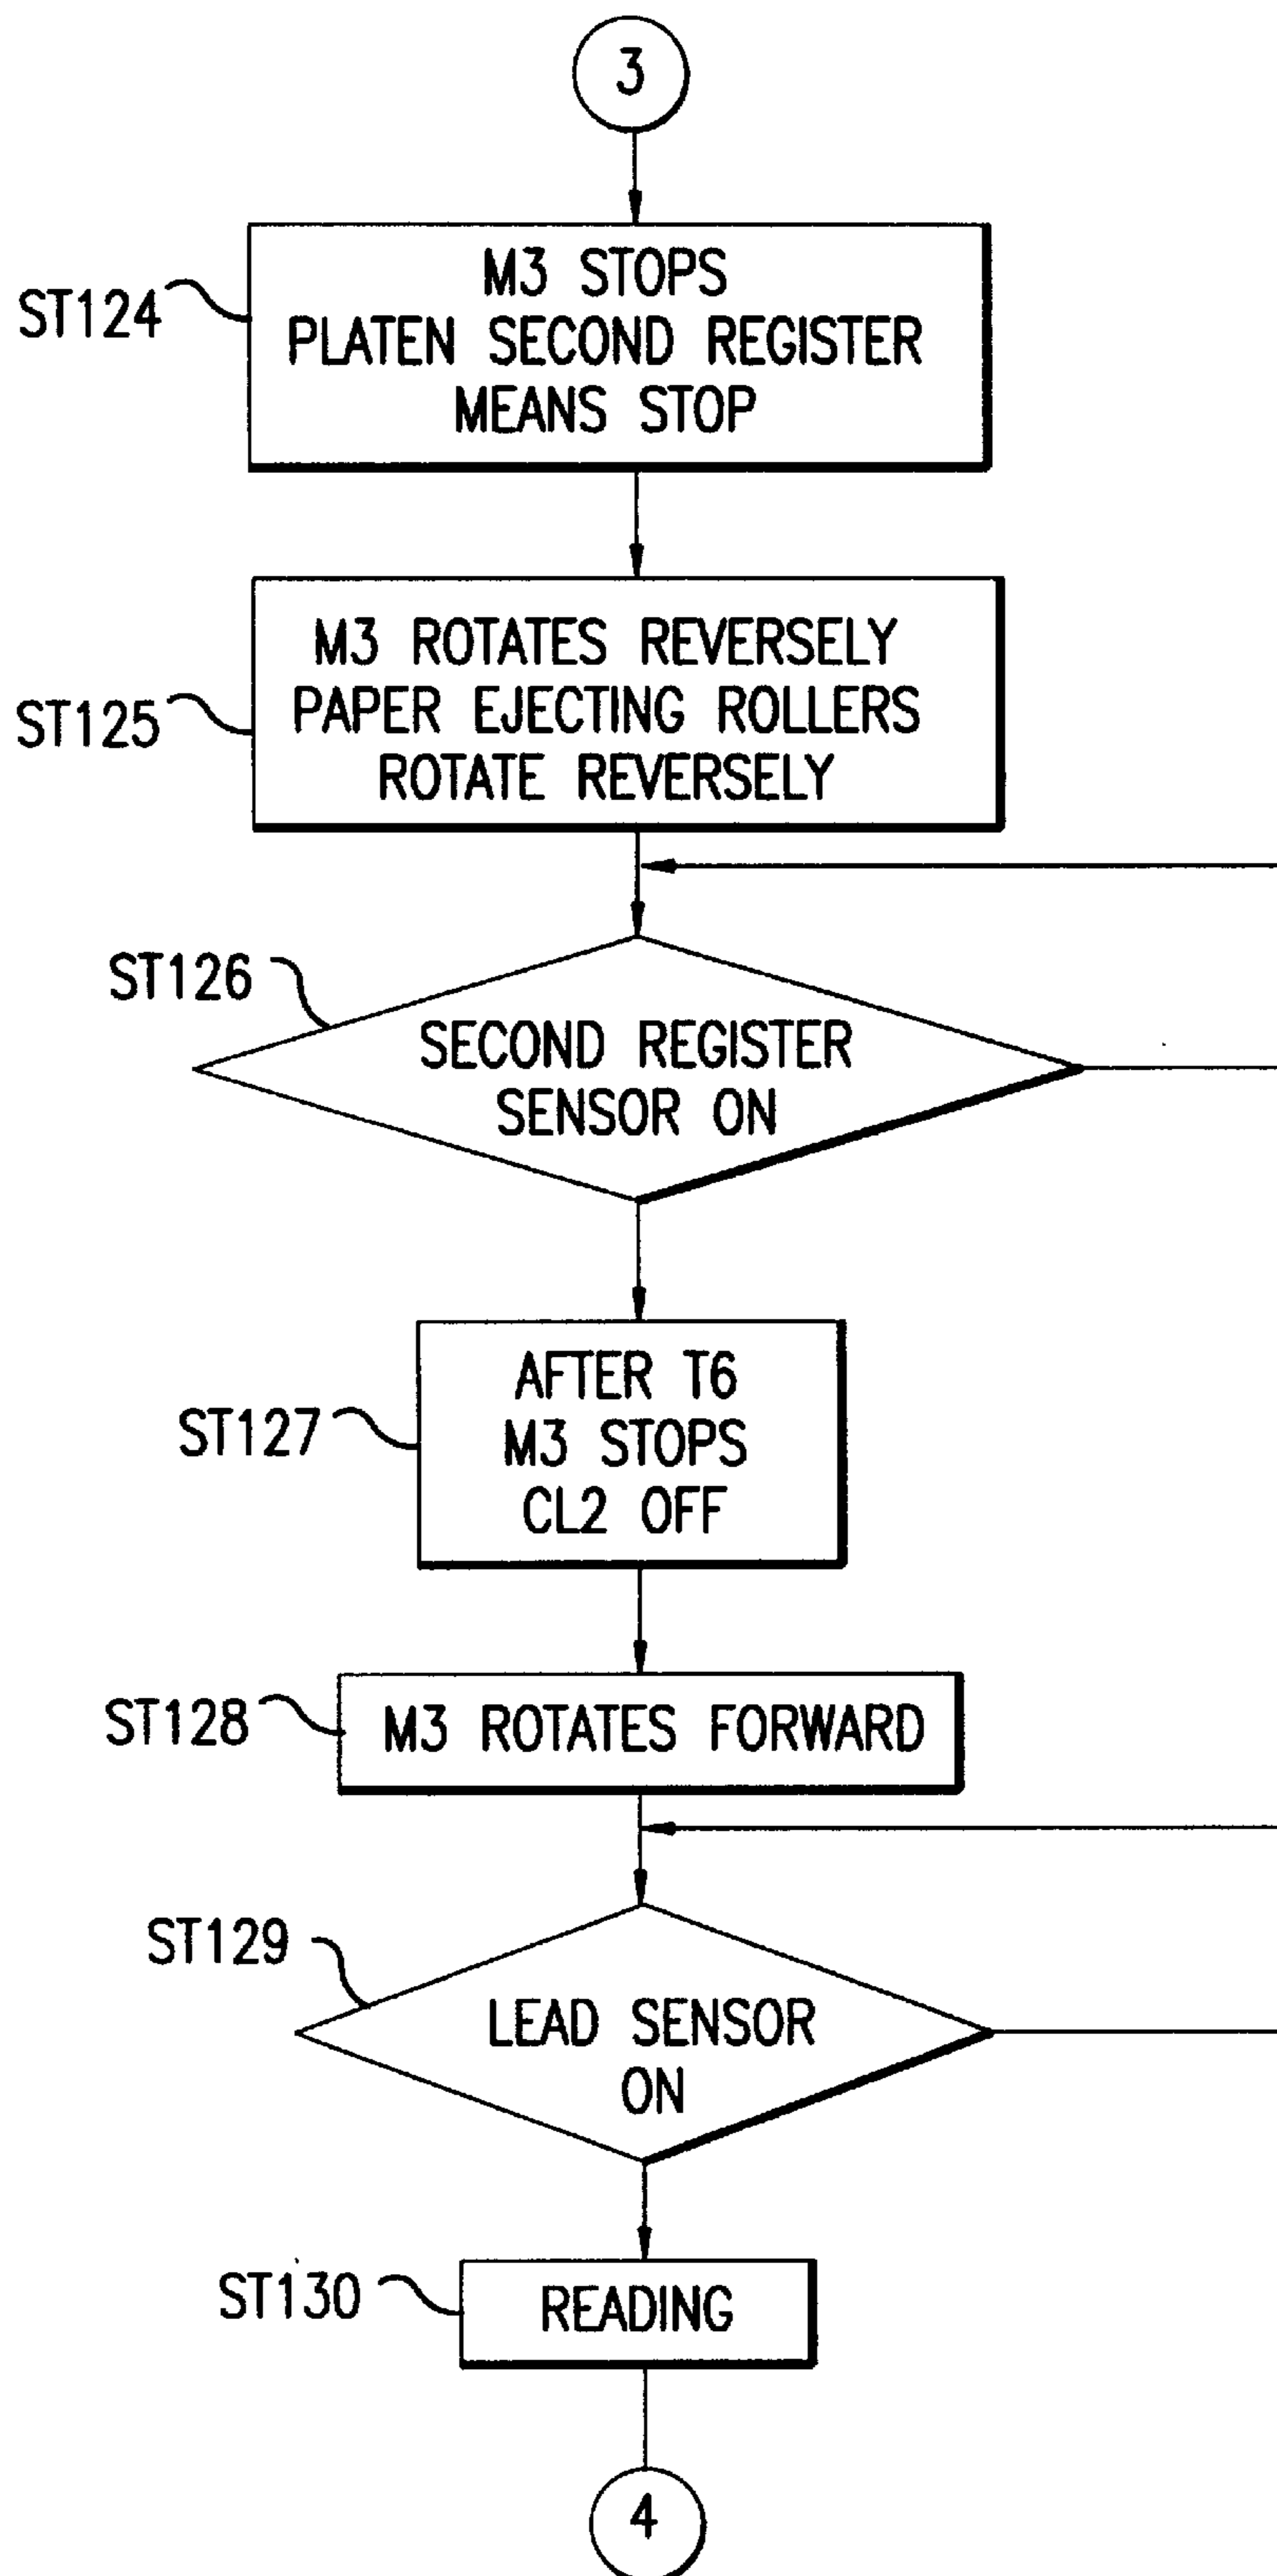 3
ST124
M3 STOPS
PLATEN SECOND REGISTER
MEANS STOP
ST125
M3 ROTATES REVERSELY
PAPER EJECTING ROLLERS
ROTATE REVERSELY
ST126
SECOND REGISTER
SENSOR ON
ST127
AFTER T6
M3 STOPS
CL2 OFF
ST128
M3 ROTATES FORWARD
ST129
LEAD SENSOR
ON
ST130
READING
4